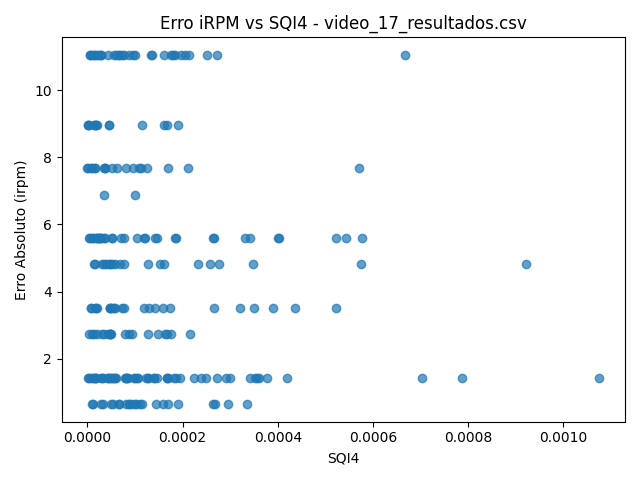 Erro iRPM vs SQI4 - video_17_resultados.csv
Erro Absoluto (irpm)
10
8
6
4
2
0.0000 0.0002 0.0004 0.0006 0.0008 0.0010
SQI4